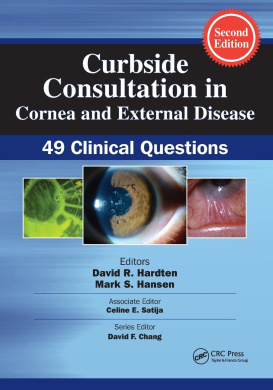 Second
Edition
Curbside
Consultation in
Cornea and External Disease
49 Clinical Questions
Editors
David R. Hardten
Mark S. Hansen
Associate Editor
Celine E. Satija
Series Editor
David F. Chang
CRC Press
Taylor & Francis Group